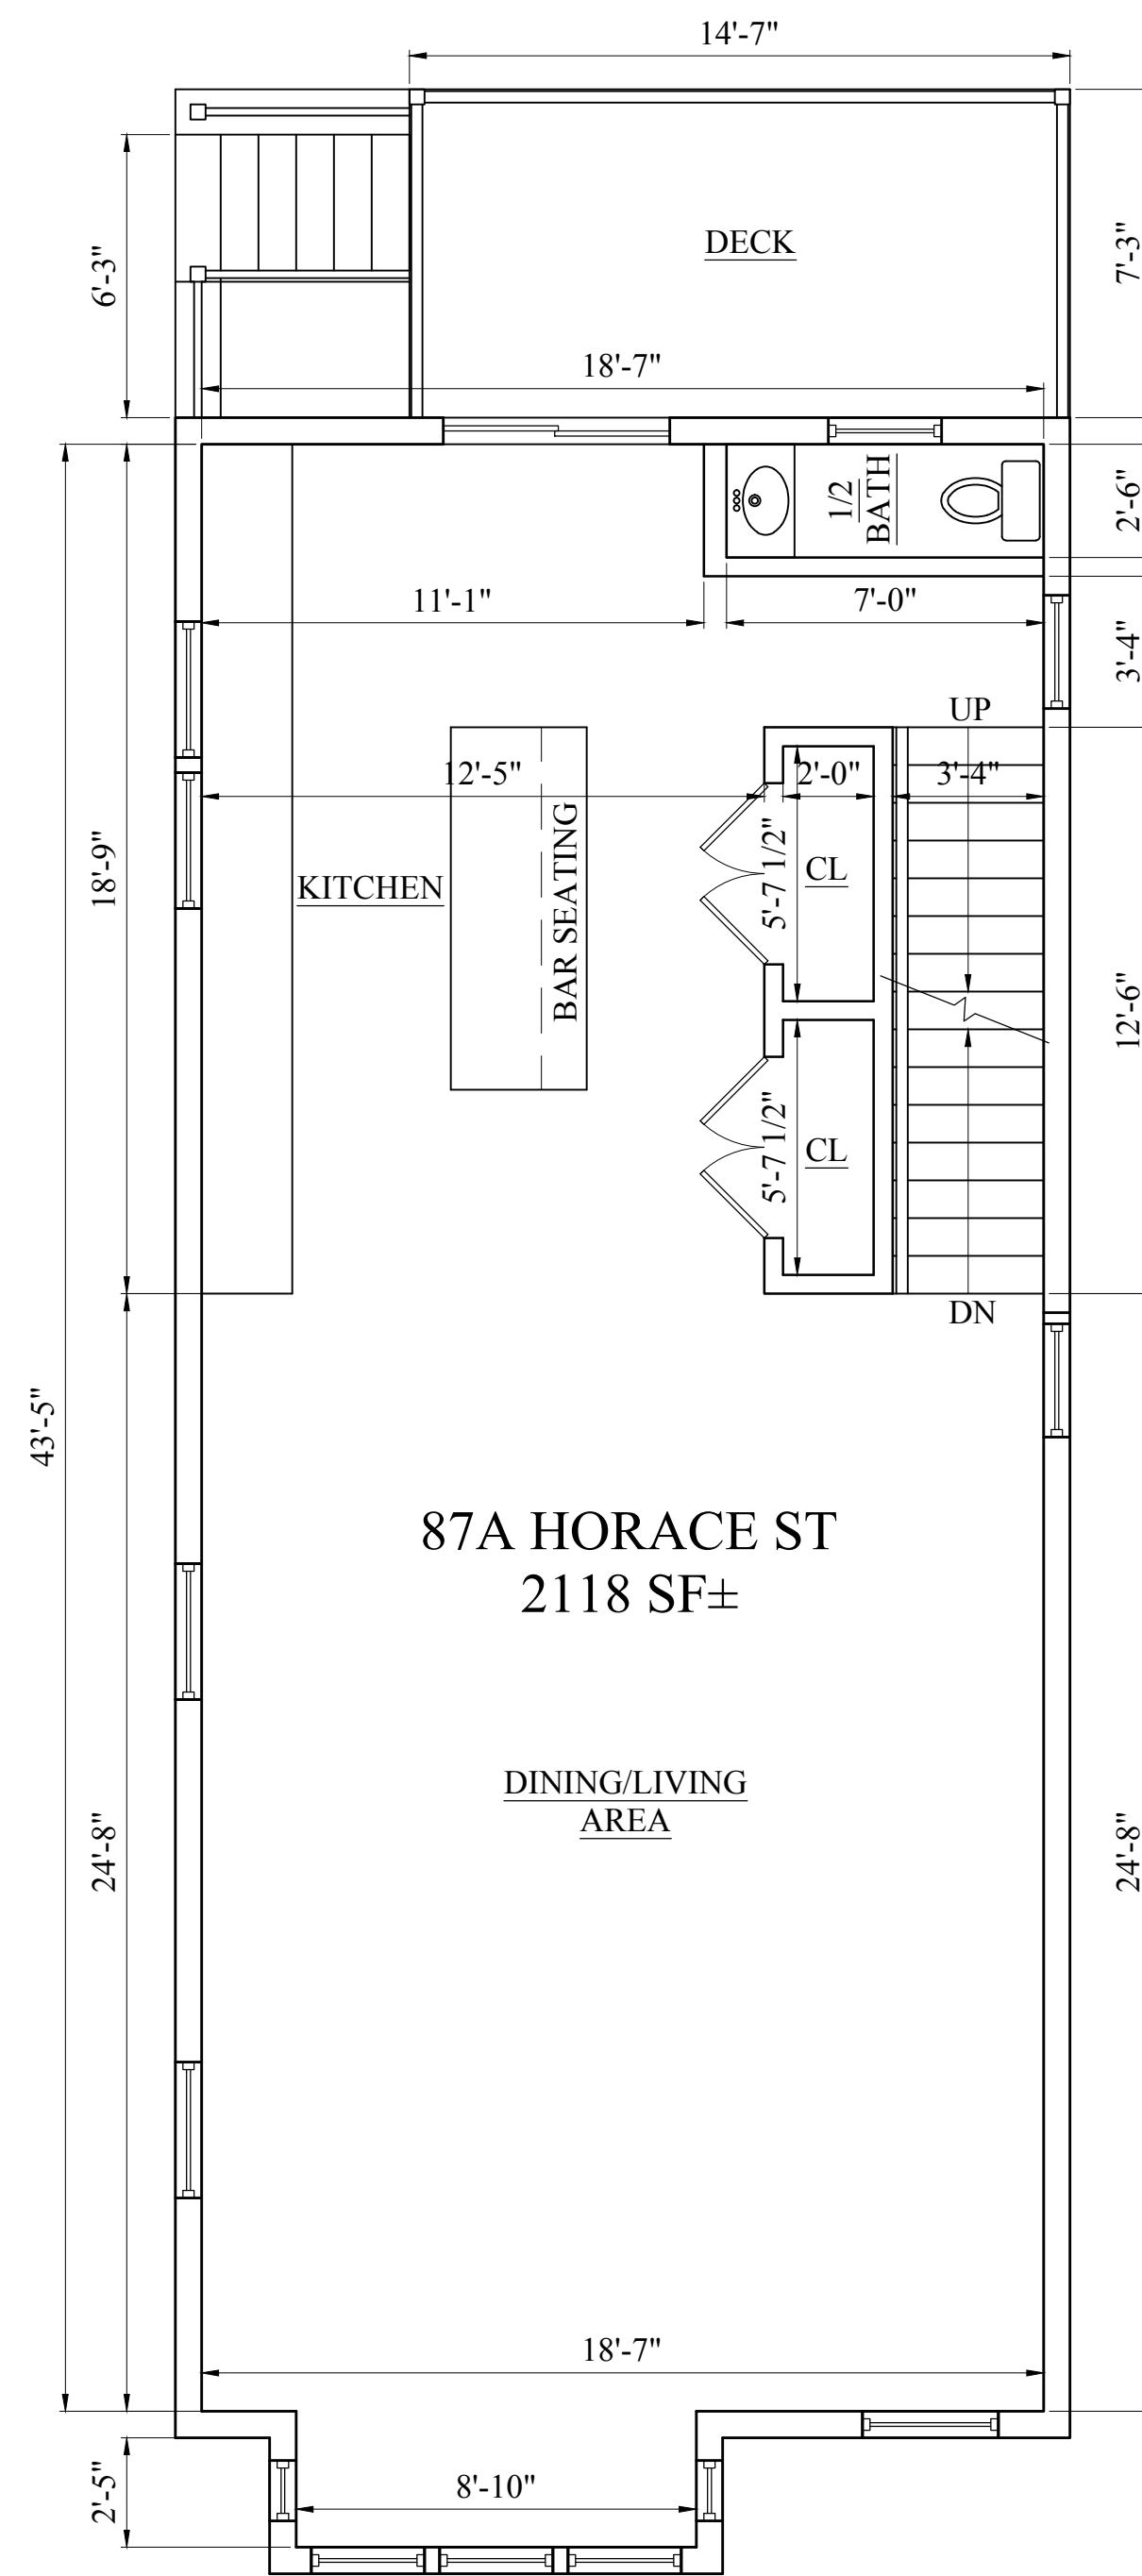 14'-7"
DECK
7'-3"
6'-3"
18'-7"
1/2
BATH
2'-6"
11'-1"
7'-0"
3'-4"
UP
12'-5"
2'-0"
3'-4"
18'-9"
KITCHEN
BAR SEATING
5'-7 1/2"
CL
12'-6"
5'-7 1/2"
CL
DN
43'-5"
87A HORACE ST
2118 SF±
DINING/LIVING
AREA
24'-8"
24'-8"
18'-7"
2'-5"
8'-10"